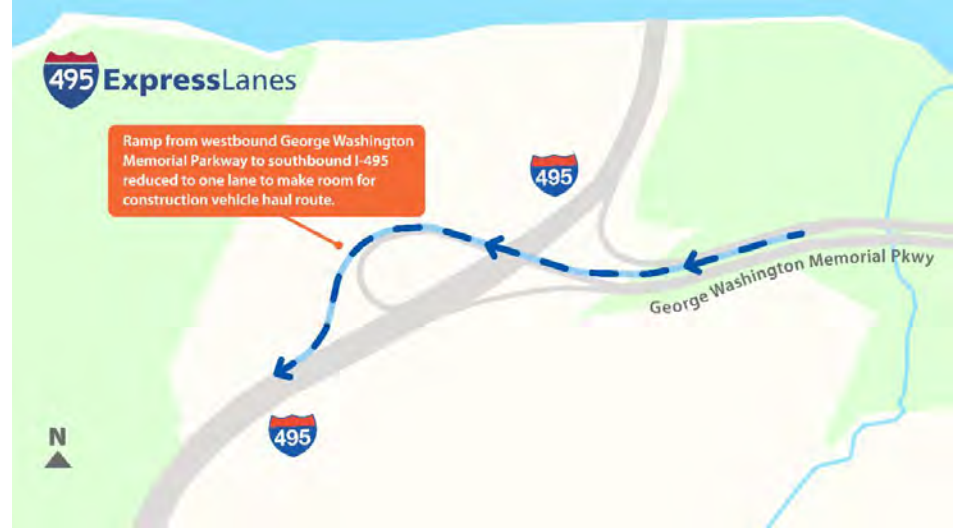 495 ExpressLanes
Ramp from westbound George Washington
Memorial Parkway to southbound I-495
reduced to one lane to make room for
construction vehicle haul route.
495
George Washington Memorial Pkwy
495
N